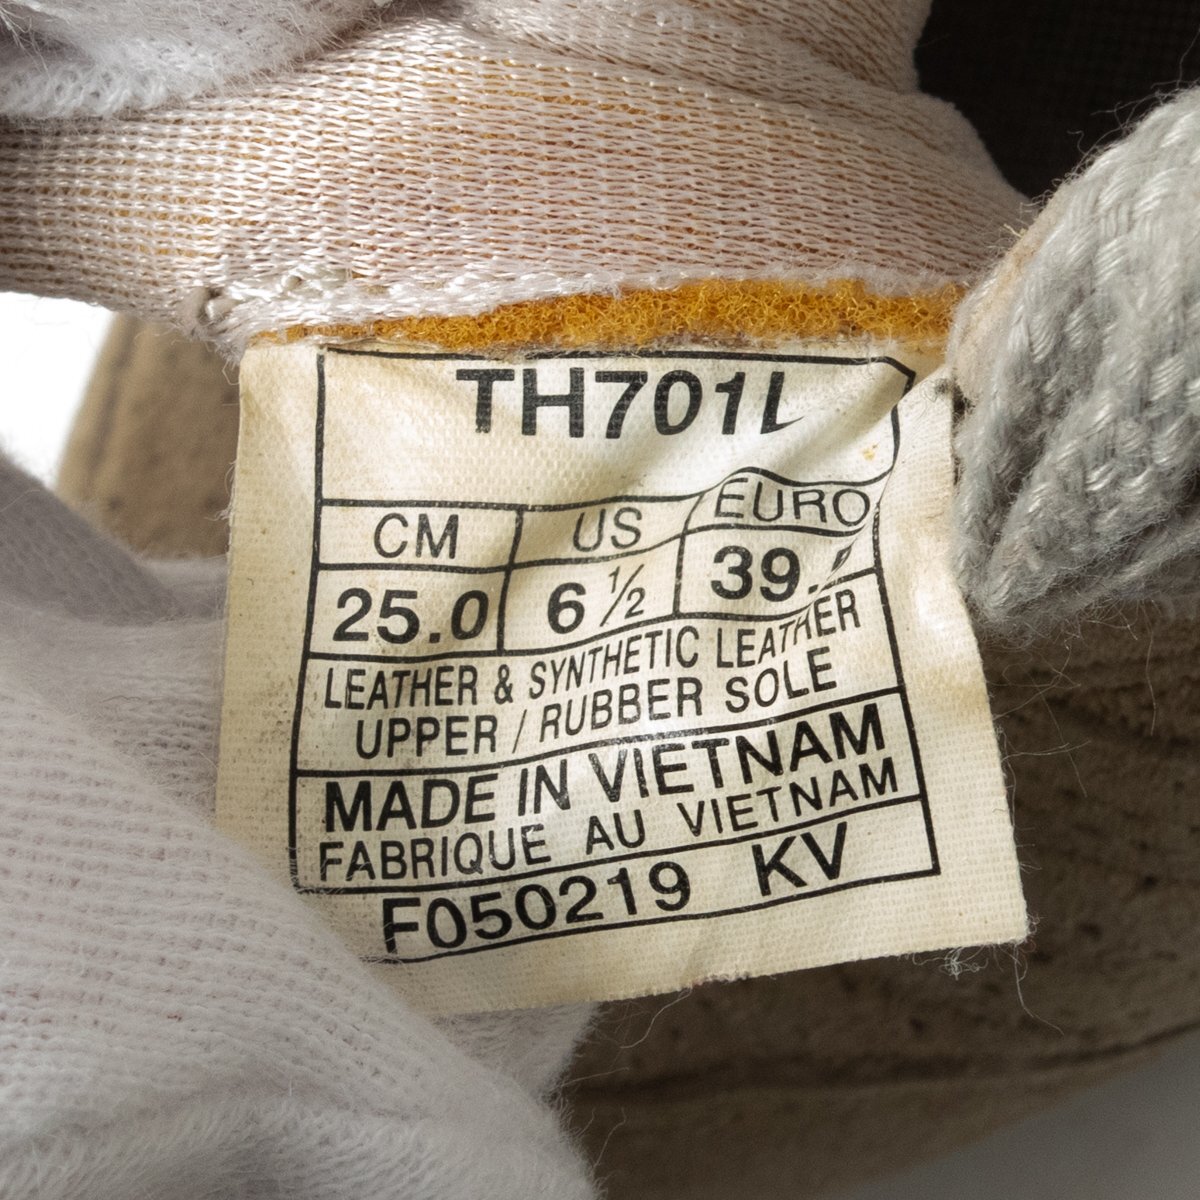 TH701L
CM US EURO
25.0 6 ½ 39.
LEATHER & SYNTHETIC LEATHER
UPPER / RUBBER SOLE
MADE IN VIETNAM
FABRIQUE AU VIETNAM
F050219 KV